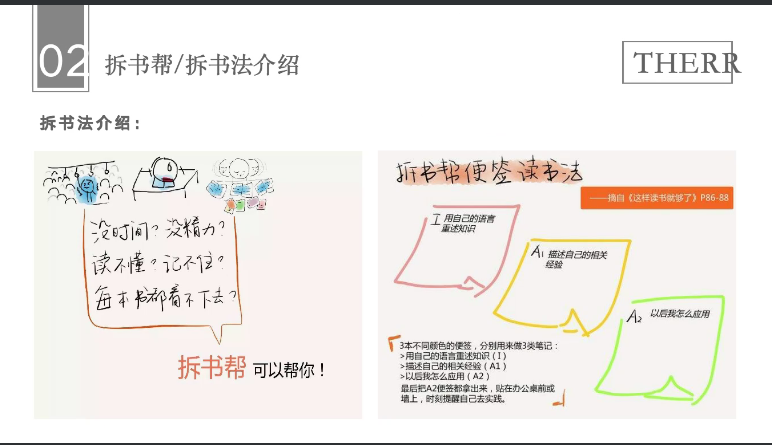 02 拆书帮/拆书法介绍
THERR
拆书法介绍：
没时间？没精力？
读不懂？记不住？
每本书都看不下去？
拆书帮 可以帮你！
拆书帮便签读书法
——摘自《这样读书就够了》P86-88
I 用自己的语言
重述知识
A1 描述自己的相关
经验
A2 以后我怎么应用
3本不同颜色的便签，分别用来做3类笔记：
>用自己的语言重述知识（I）
>描述自己的相关经验（A1）
>以后我怎么应用（A2）
最后把A2便签都拿出来，贴在办公桌前或
墙上，时刻提醒自己去实践。